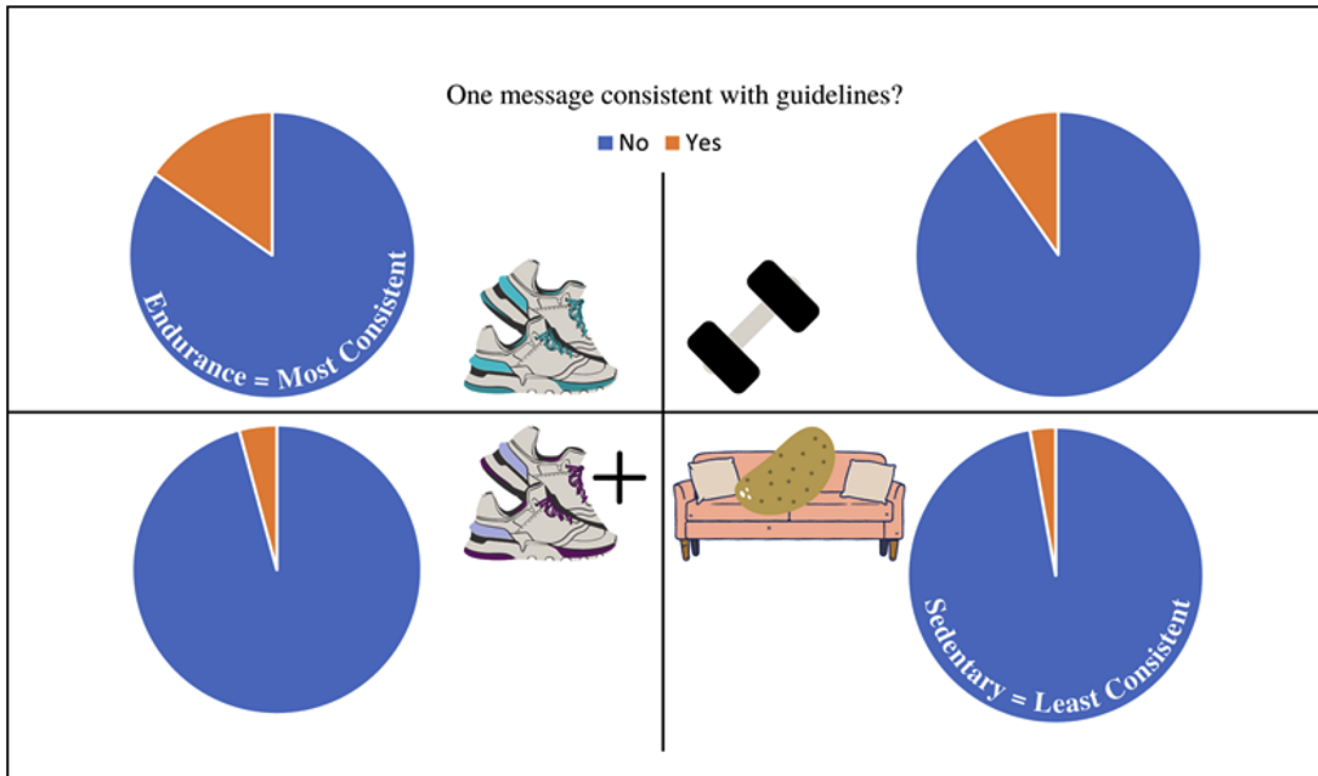 One message consistent with guidelines?
No Yes
Endurance = Most Consistent
+
Sedentary = Least Consistent